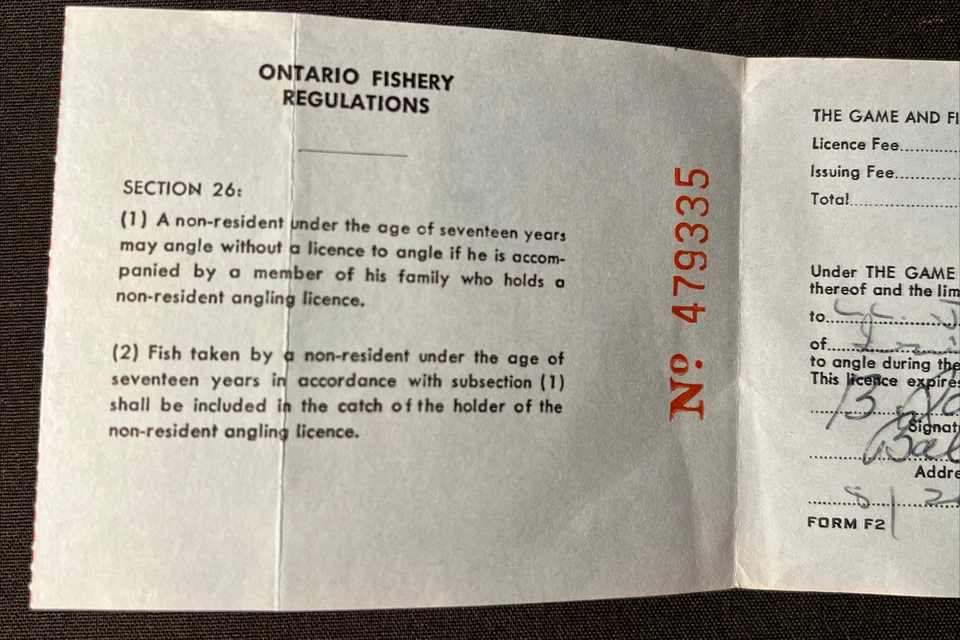 ONTARIO FISHERY
REGULATIONS
SECTION 26:
(1) A non-resident under the age of seventeen years
may angle without a licence to angle if he is accom-
panied by a member of his family who holds a
non-resident angling licence.
(2) Fish taken by a non-resident under the age of
seventeen years in accordance with subsection (1)
shall be included in the catch of the holder of the
non-resident angling licence.
No. 479335
THE GAME AND FI
Licence Fee
Issuing Fee
Total
Under THE GAME
thereof and the lim
to
of
to angle during the
This licence expires
B.
Signat
Bal
Addre
8
FORM F2